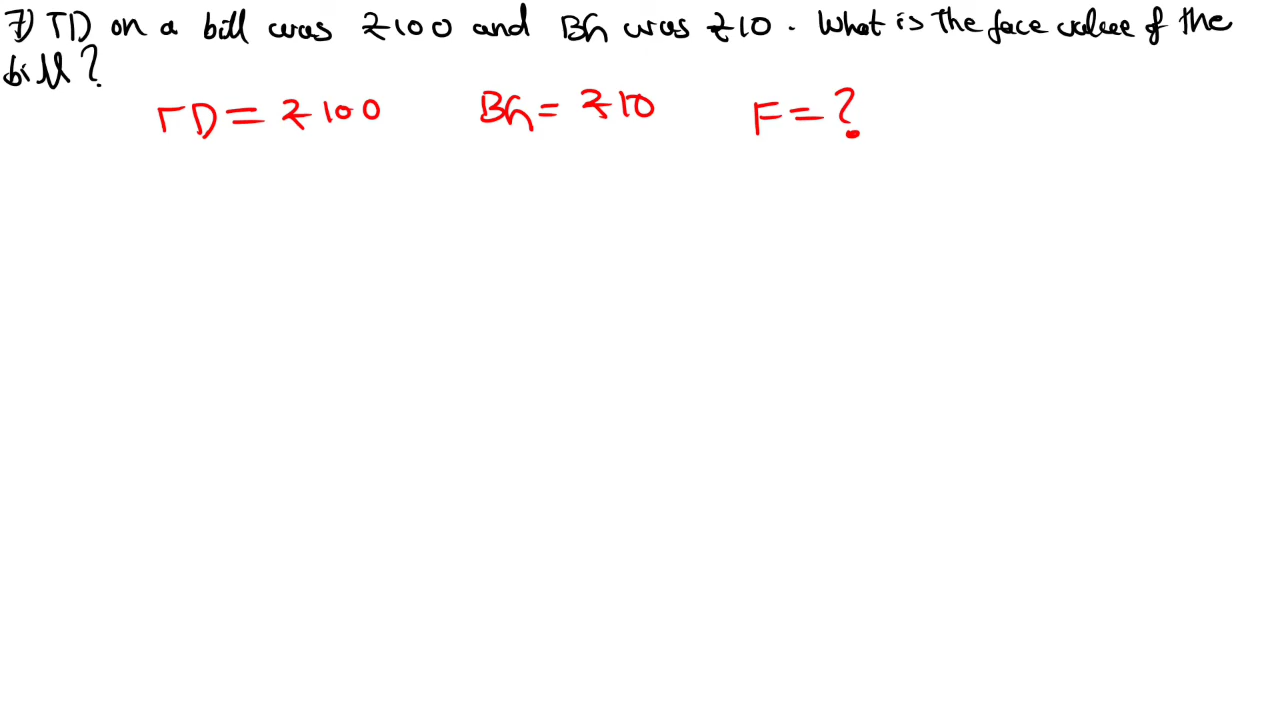 7) TD on a bill was ₹100 and BG was ₹10. What is the face value of the
bill?
TD = ₹100 BG = ₹10 F = ?